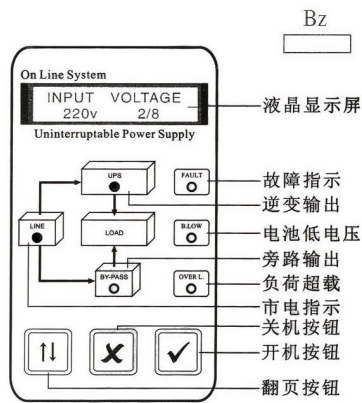 Bz
On Line System
INPUT VOLTAGE
220v 2/8
液晶显示屏
Uninterruptable Power Supply
UPS
FAULT
故障指示
逆变输出
LINE
LOAD
B.LOW
电池低电压
旁路输出
BY-PASS
OVER L.
负荷超载
市电指示
关机按钮
开机按钮
翻页按钮